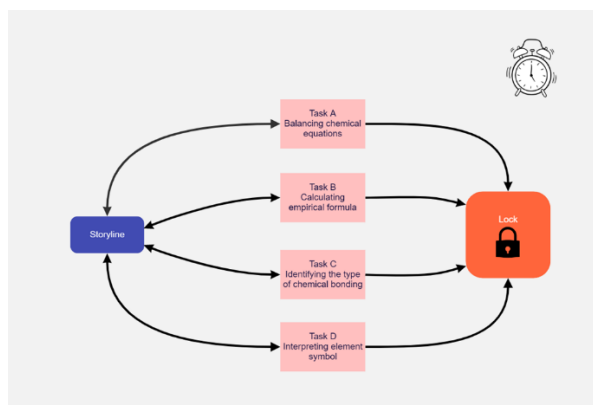 Task A
Balancing chemical
equations
Task B
Calculating
empirical formula
Storyline
Lock
Task C
Identifying the type
of chemical bonding
Task D
Interpreting element
symbol